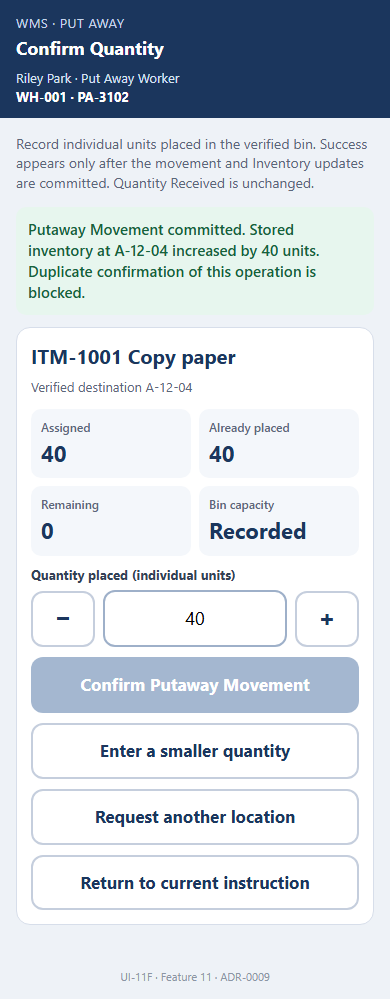 WMS · PUT AWAY
Confirm Quantity
Riley Park · Put Away Worker
WH-001 · PA-3102
Record individual units placed in the verified bin. Success
appears only after the movement and Inventory updates
are committed. Quantity Received is unchanged.
Putaway Movement committed. Stored
inventory at A-12-04 increased by 40 units.
Duplicate confirmation of this operation is
blocked.
ITM-1001 Copy paper
Verified destination A-12-04
Assigned
40
Already placed
40
Remaining
0
Bin capacity
Recorded
Quantity placed (individual units)
− 40 +
Confirm Putaway Movement
Enter a smaller quantity
Request another location
Return to current instruction
UI-11F · Feature 11 · ADR-0009